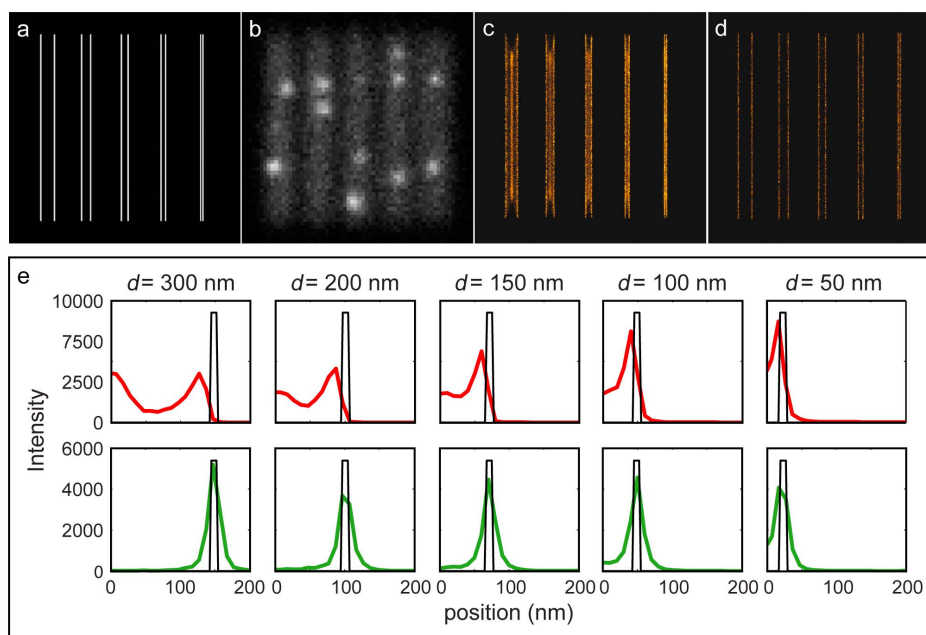 a
b
c
d
e
d= 300 nm
d= 200 nm
d= 150 nm
d= 100 nm
d= 50 nm
Intensity
10000
7500
5000
2500
0
6000
4000
2000
0
0 100 200
0 100 200
0 100 200
0 100 200
0 100 200
position (nm)